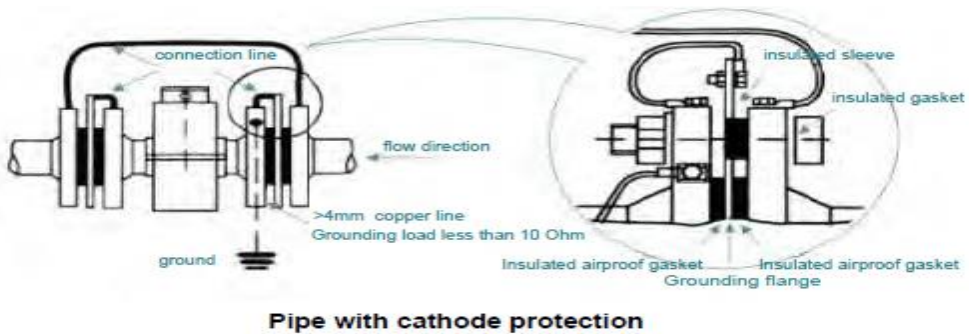 connection line
insulated sleeve
insulated gasket
flow direction
>4mm copper line
Grounding load less than 10 Ohm
ground
Insulated airproof gasket
Insulated airproof gasket
Grounding flange
Pipe with cathode protection